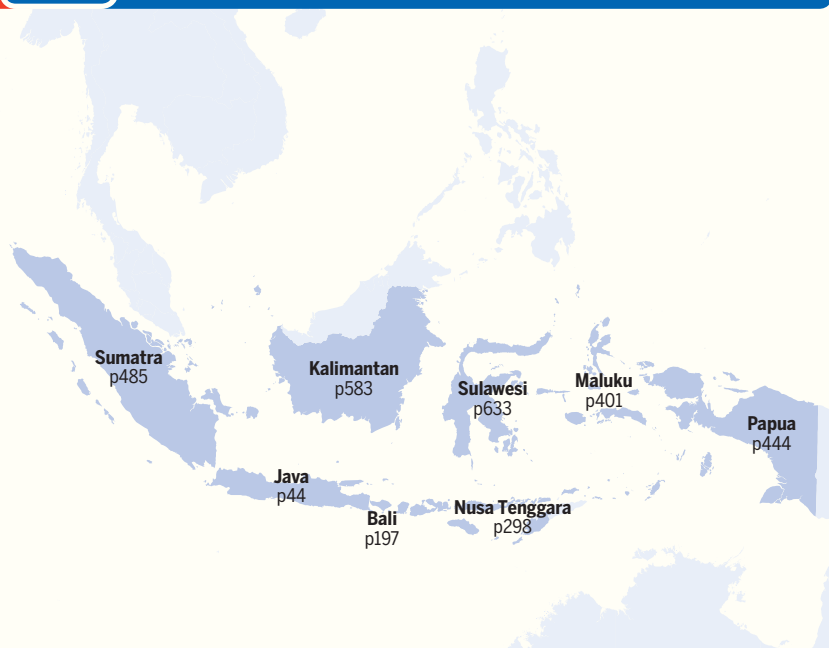 Sumatra
p485
Kalimantan
p583
Sulawesi
p633
Maluku
p401
Papua
p444
Java
p44
Bali
p197
Nusa Tenggara
p298